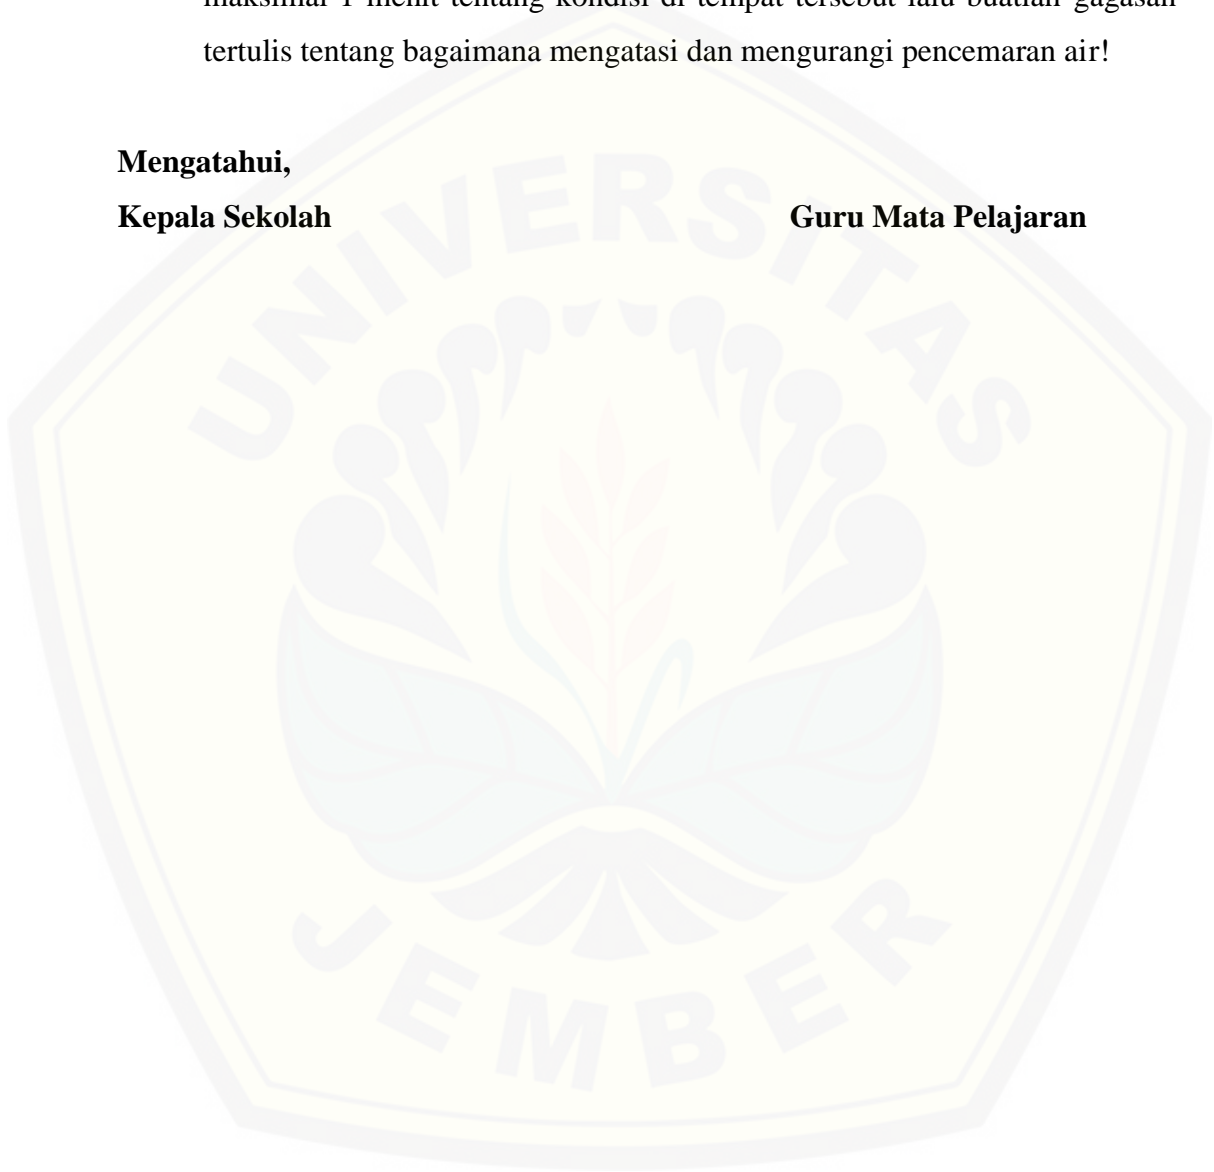 maksimal 1 menit tentang kondisi di tempat tersebut lalu buatlah gagasan
tertulis tentang bagaimana mengatasi dan mengurangi pencemaran air!
Mengatahui,
Kepala Sekolah Guru Mata Pelajaran
UNIVERSITAS
JEMBER